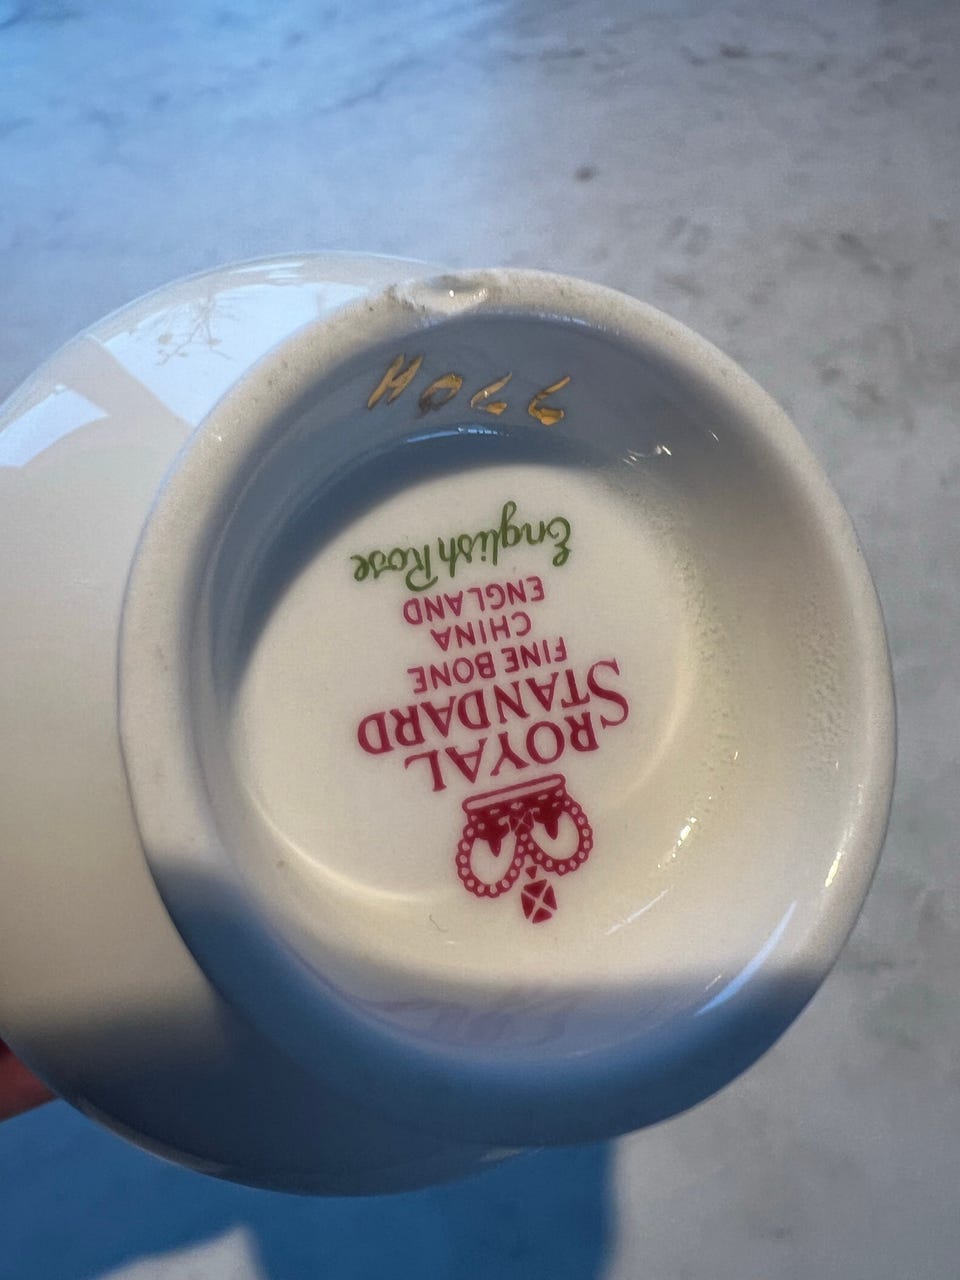 ROYAL
STANDARD
FINE BONE
CHINA
ENGLAND
English Rose